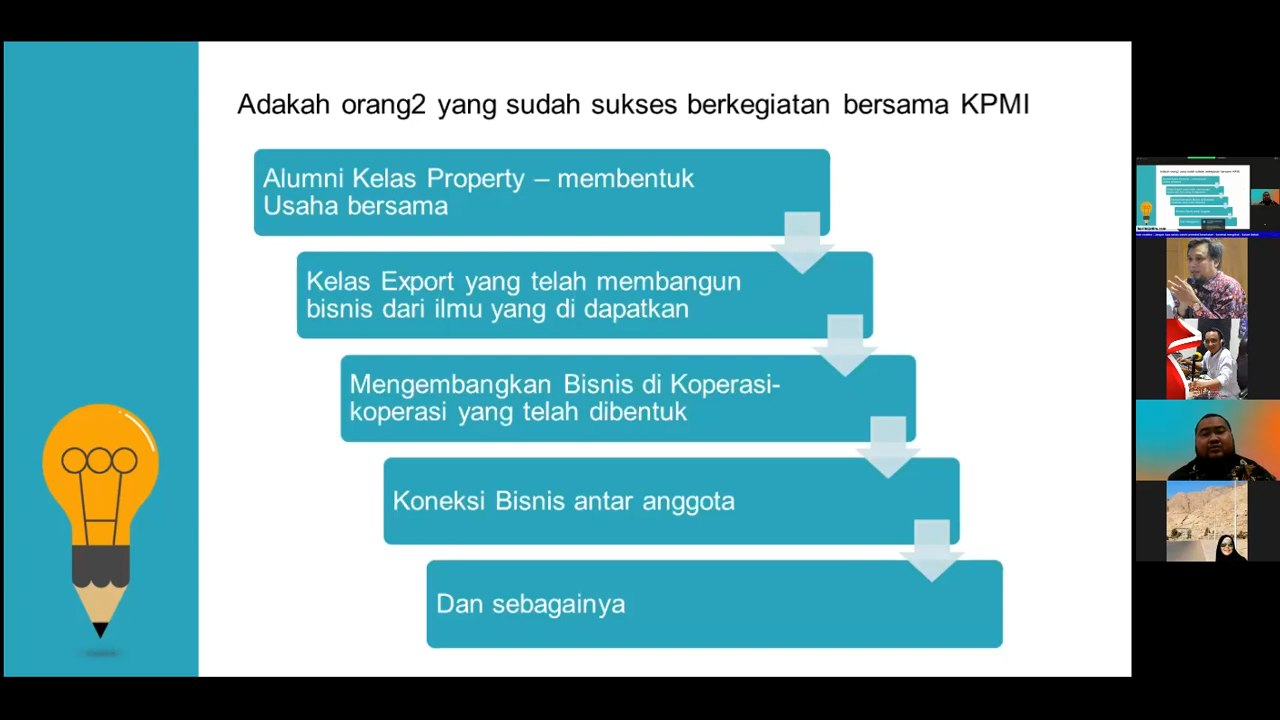 Adakah orang2 yang sudah sukses berkegiatan bersama KPMI
Alumni Kelas Property – membentuk
Usaha bersama
Kelas Export yang telah membangun
bisnis dari ilmu yang di dapatkan
Mengembangkan Bisnis di Koperasi-
koperasi yang telah dibentuk
Koneksi Bisnis antar anggota
Dan sebagainya